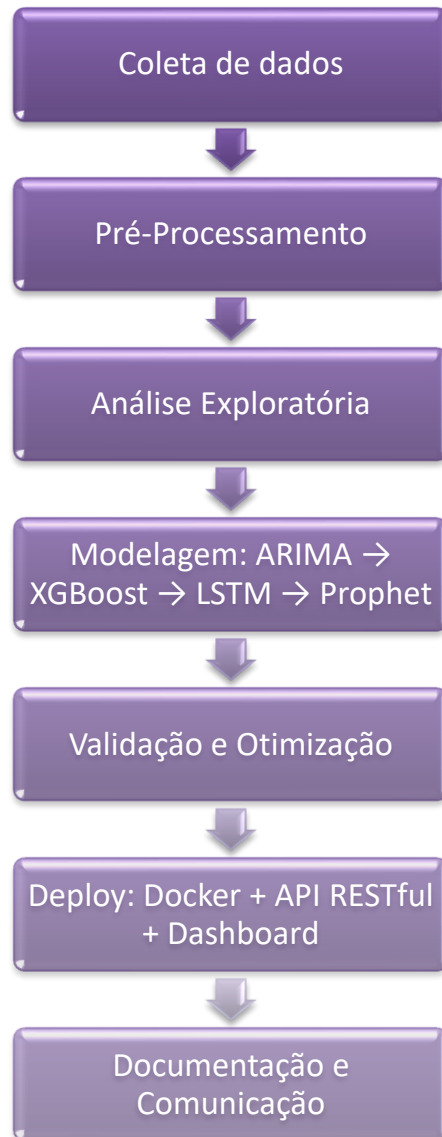 Coleta de dados
Pré-Processamento
Análise Exploratória
Modelagem: ARIMA →
XGBoost → LSTM → Prophet
Validação e Otimização
Deploy: Docker + API RESTful
+ Dashboard
Documentação e
Comunicação